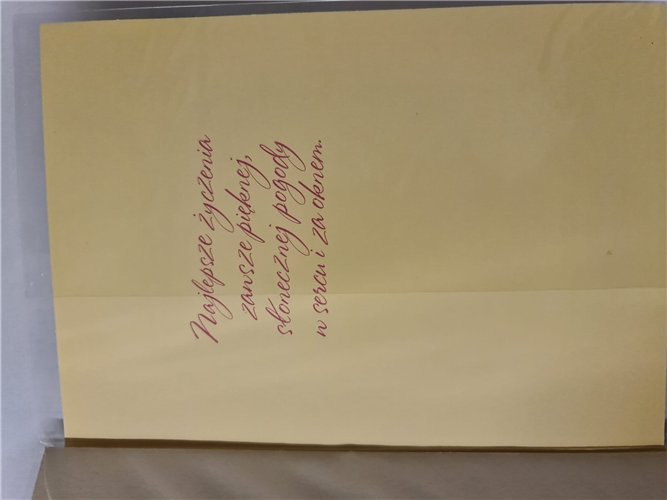 Najlepsze życzenia
zawsze pięknej,
słonecznej pogody
w sercu i za oknem.